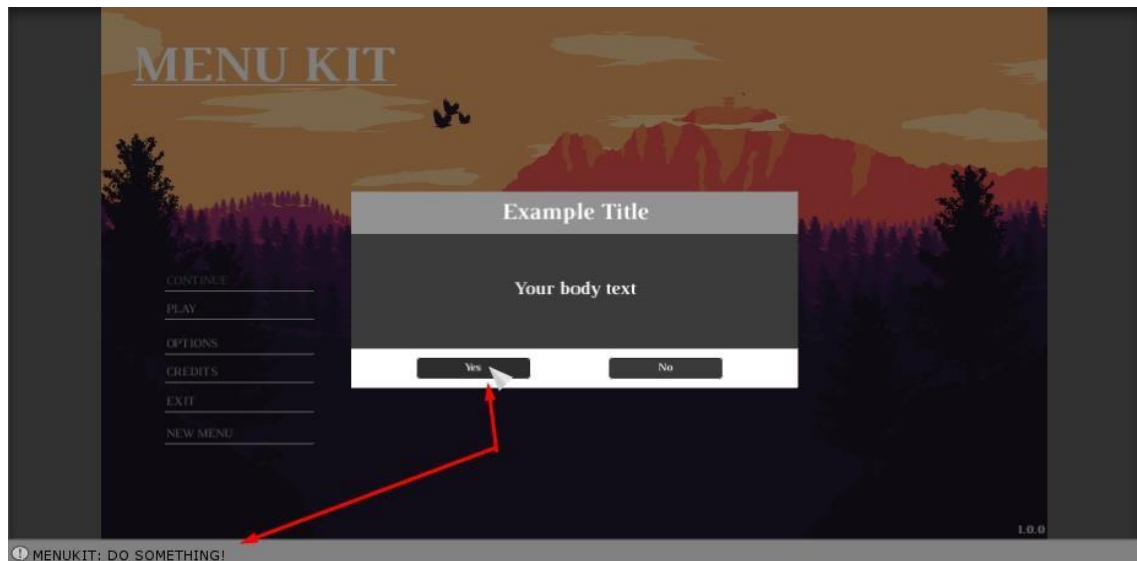 MENU KIT
Example Title
Your body text
Yes
No
CONTINUE
PLAY
OPTIONS
CREDITS
EXIT
NEW MENU
1.0.0
MENUKIT: DO SOMETHING!